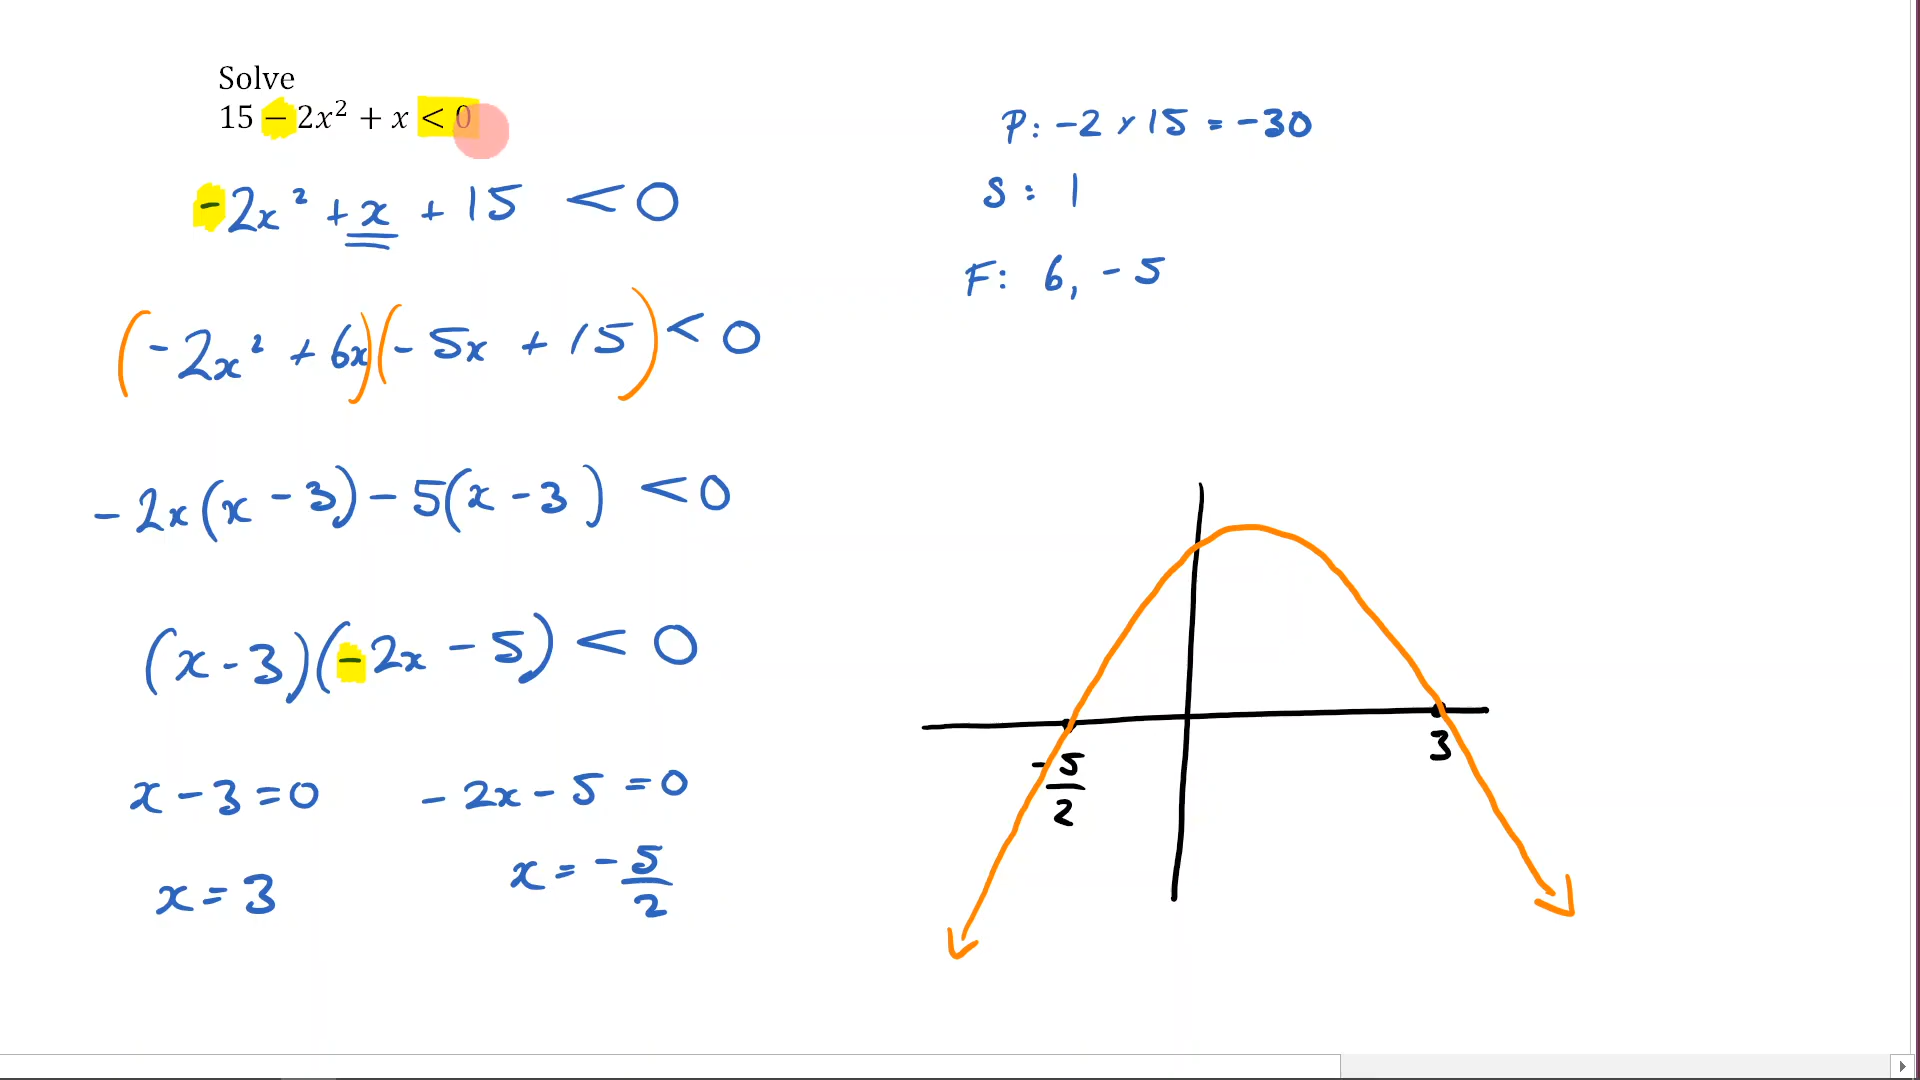 Solve
15 − 2x² + x < 0
-2x² + x + 15 < 0
(-2x² + 6x)(-5x + 15) < 0
-2x(x - 3) - 5(x - 3) < 0
(x - 3)(-2x - 5) < 0
x - 3 = 0    -2x - 5 = 0
x = 3    x = -5/2
P: -2 × 15 = -30
S: 1
F: 6, -5
-5/2    3